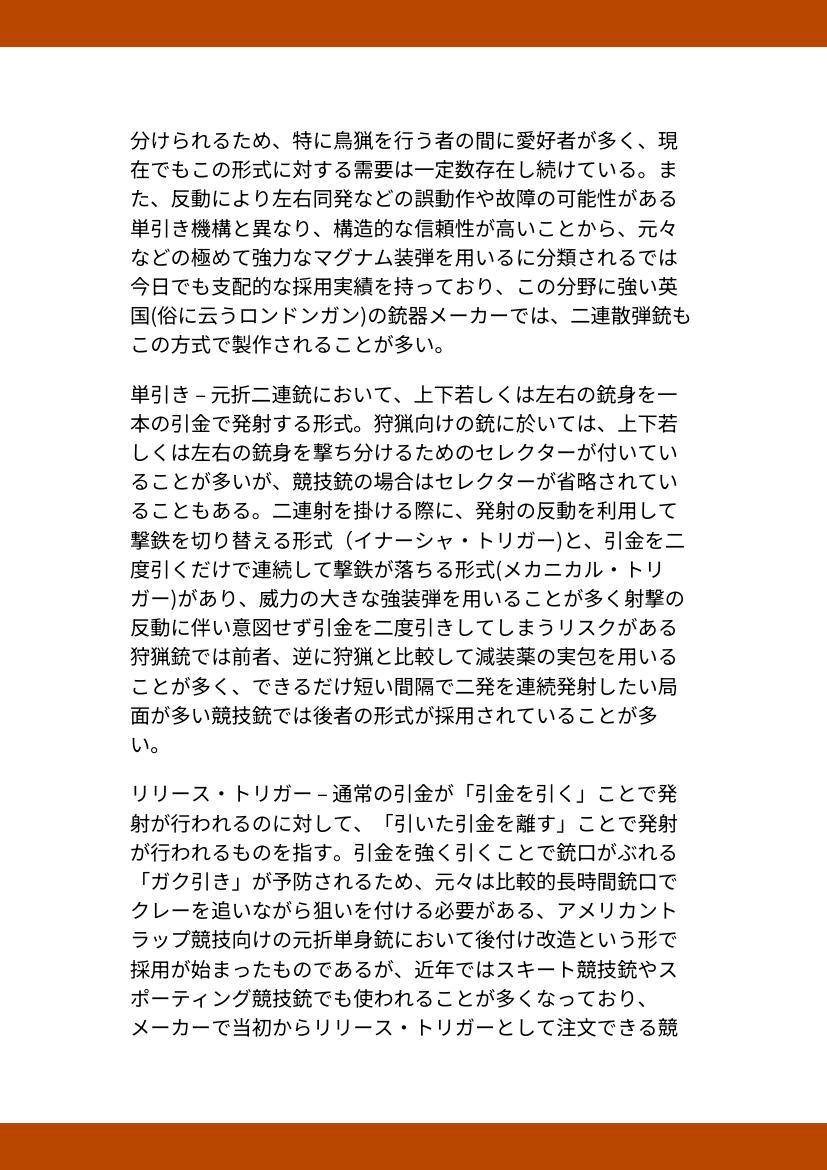 分けられるため、特に鳥猟を行う者の間に愛好者が多く、現
在でもこの形式に対する需要は一定数存在し続けている。ま
た、反動により左右同発などの誤動作や故障の可能性がある
単引き機構と異なり、構造的な信頼性が高いことから、元々
などの極めて強力なマグナム装弾を用いるに分類されるでは
今日でも支配的な採用実績を持っており、この分野に強い英
国(俗に云うロンドンガン)の銃器メーカーでは、二連散弾銃も
この方式で製作されることが多い。
単引き – 元折二連銃において、上下若しくは左右の銃身を一
本の引金で発射する形式。狩猟向けの銃に於いては、上下若
しくは左右の銃身を撃ち分けるためのセレクターが付いてい
ることが多いが、競技銃の場合はセレクターが省略されてい
ることもある。二連射を掛ける際に、発射の反動を利用して
撃鉄を切り替える形式（イナーシャ・トリガー)と、引金を二
度引くだけで連続して撃鉄が落ちる形式(メカニカル・トリ
ガー)があり、威力の大きな強装弾を用いることが多く射撃の
反動に伴い意図せず引金を二度引きしてしまうリスクがある
狩猟銃では前者、逆に狩猟と比較して減装薬の実包を用いる
ことが多く、できるだけ短い間隔で二発を連続発射したい局
面が多い競技銃では後者の形式が採用されていることが多
い。
リリース・トリガー – 通常の引金が「引金を引く」ことで発
射が行われるのに対して、「引いた引金を離す」ことで発射
が行われるものを指す。引金を強く引くことで銃口がぶれる
「ガク引き」が予防されるため、元々は比較的長時間銃口で
クレーを追いながら狙いを付ける必要がある、アメリカント
ラップ競技向けの元折単身銃において後付け改造という形で
採用が始まったものであるが、近年ではスキート競技銃やス
ポーティング競技銃でも使われることが多くなっており、
メーカーで当初からリリース・トリガーとして注文できる競